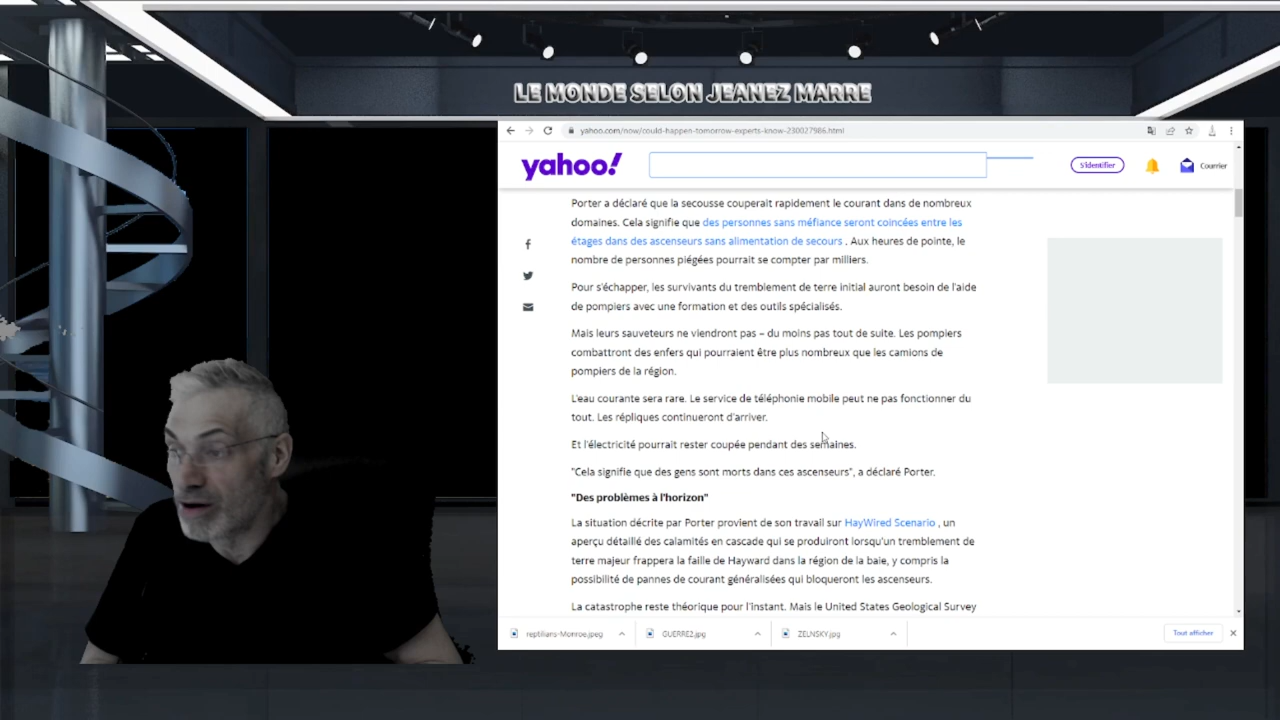 LE MONDE SELON JEANEZ MARRE
yahoo.com/now/could-happen-tomorrow-experts-know-230027986.html
yahoo!
S'identifier
Courrier
Porter a déclaré que la secousse couperait rapidement le courant dans de nombreux
domaines. Cela signifie que des personnes sans méfiance seront coincées entre les
étages dans des ascenseurs sans alimentation de secours . Aux heures de pointe, le
nombre de personnes piégées pourrait se compter par milliers.
Pour s'échapper, les survivants du tremblement de terre initial auront besoin de l'aide
de pompiers avec une formation et des outils spécialisés.
Mais leurs sauveteurs ne viendront pas – du moins pas tout de suite. Les pompiers
combattront des enfers qui pourraient être plus nombreux que les camions de
pompiers de la région.
L'eau courante sera rare. Le service de téléphonie mobile peut ne pas fonctionner du
tout. Les répliques continueront d'arriver.
Et l'électricité pourrait rester coupée pendant des semaines.
"Cela signifie que des gens sont morts dans ces ascenseurs", a déclaré Porter.
"Des problèmes à l'horizon"
La situation décrite par Porter provient de son travail sur HayWired Scenario , un
aperçu détaillé des calamités en cascade qui se produiront lorsqu'un tremblement de
terre majeur frappera la faille de Hayward dans la région de la baie, y compris la
possibilité de pannes de courant généralisées qui bloqueront les ascenseurs.
La catastrophe reste théorique pour l'instant. Mais le United States Geological Survey
reptilians-Monroe.jpeg
GUERRE2.jpg
ZELNSKY.jpg
Tout afficher